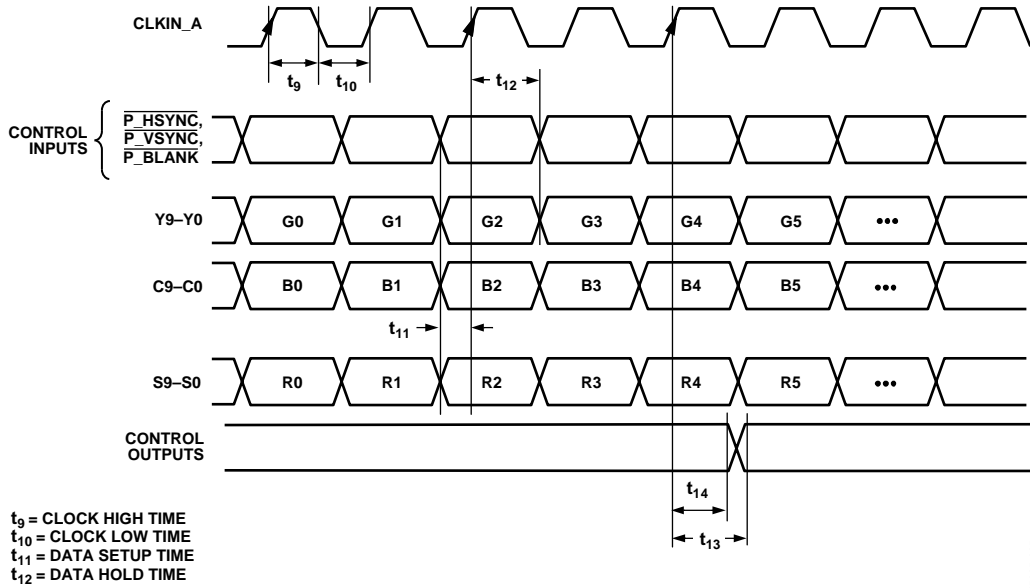 CLKIN_A
t9
t10
t12
CONTROL INPUTS
P_HSYNC,
P_VSYNC,
P_BLANK
Y9–Y0 G0 G1 G2 G3 G4 G5 •••
C9–C0 B0 B1 B2 B3 B4 B5 •••
t11
S9–S0 R0 R1 R2 R3 R4 R5 •••
CONTROL
OUTPUTS
t14
t13
t9 = CLOCK HIGH TIME
t10 = CLOCK LOW TIME
t11 = DATA SETUP TIME
t12 = DATA HOLD TIME